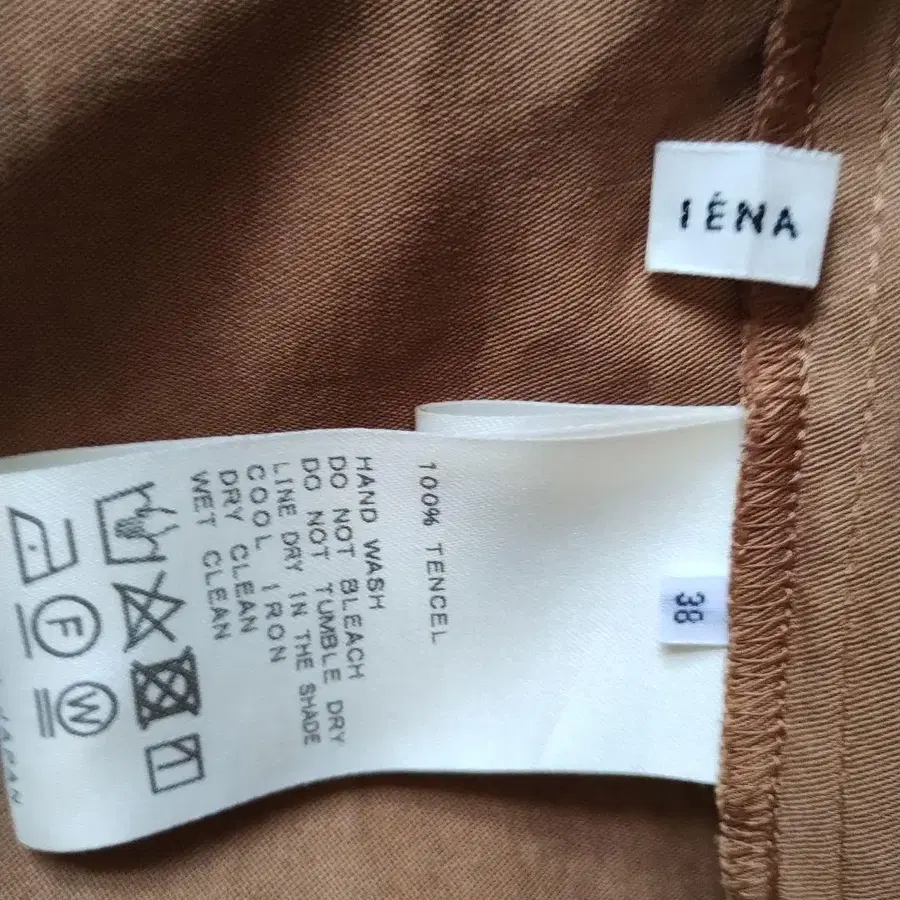 IÉNA
38
100% TENCEL
HAND WASH
DO NOT BLEACH
DO NOT TUMBLE DRY
LINE DRY IN THE SHADE
COOL IRON
DRY CLEAN
WET CLEAN
F
W
JAPAN